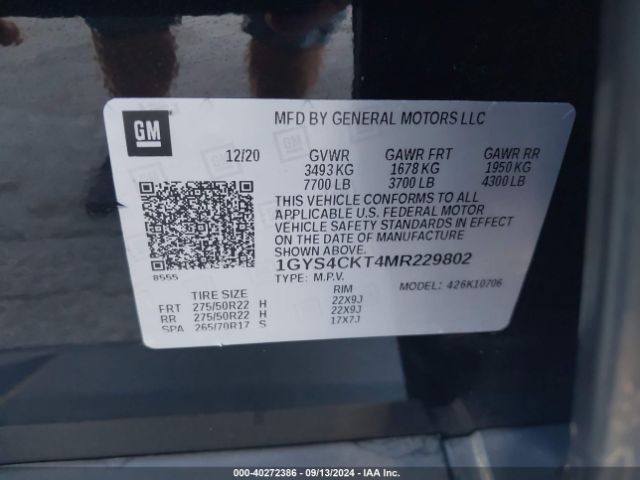 GM
MFD BY GENERAL MOTORS LLC
12/20 GVWR GAWR FRT GAWR RR
3493 KG 1678 KG 1950 KG
7700 LB 3700 LB 4300 LB
THIS VEHICLE CONFORMS TO ALL
APPLICABLE U.S. FEDERAL MOTOR
VEHICLE SAFETY STANDARDS IN EFFECT
ON THE DATE OF MANUFACTURE
SHOWN ABOVE.
1GYS4CKT4MR229802
8555 TYPE: M.P.V. MODEL: 426K10706
TIRE SIZE RIM
FRT 275/50R22 H 22X9J
RR 275/50R22 H 22X9J
SPA 265/70R17 S 17X7J
000-40272386 - 09/13/2024 - IAA Inc.